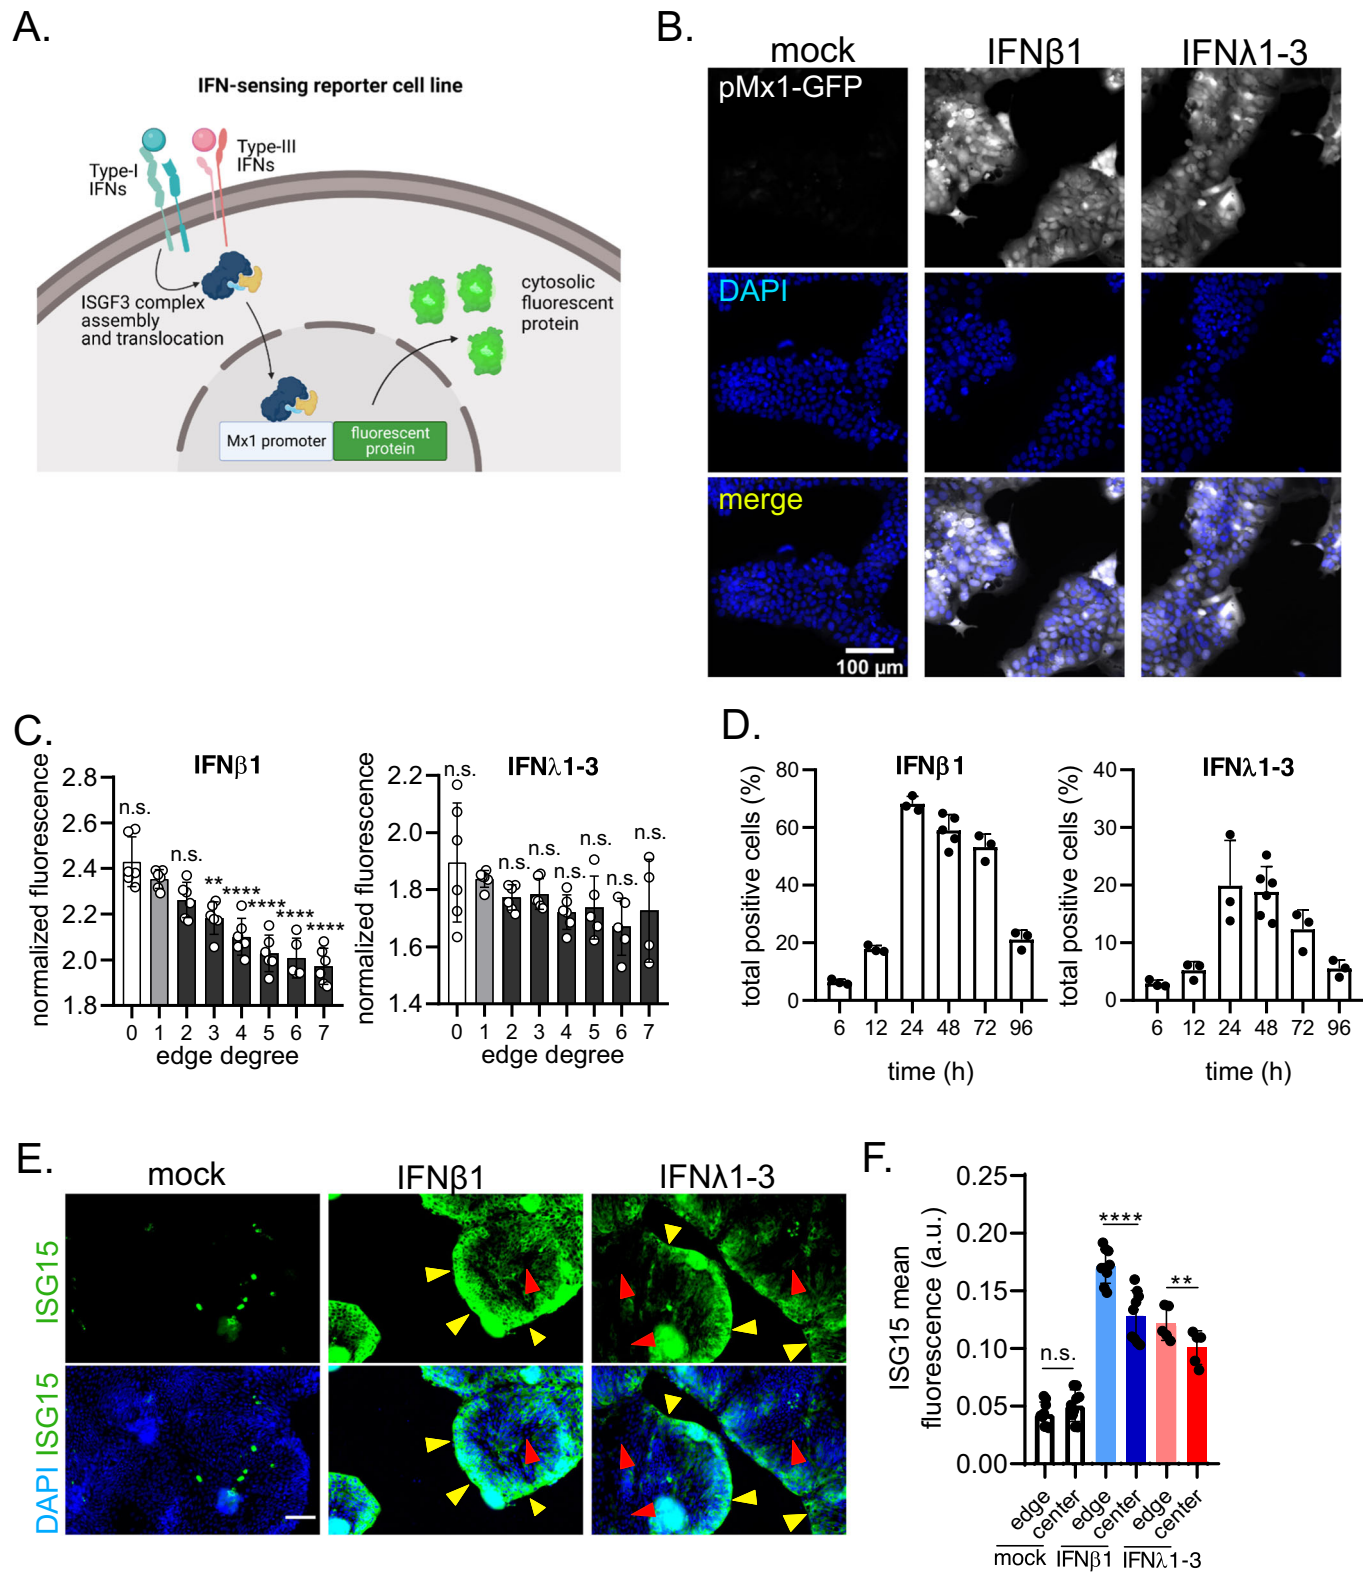 A.
IFN-sensing reporter cell line
Type-I
IFNs
Type-III
IFNs
ISGF3 complex
assembly
and translocation
cytosolic
fluorescent
protein
Mx1 promoter
fluorescent
protein
B.
mock
IFNβ1
IFNλ1-3
pMx1-GFP
DAPI
merge
100 µm
C.
IFNβ1
normalized fluorescence
2.8
2.6
2.4
2.2
2.0
1.8
n.s.
n.s.
**
****
****
****
****
0 1 2 3 4 5 6 7
edge degree
IFNλ1-3
normalized fluorescence
2.2
2.0
1.8
1.6
1.4
n.s.
n.s.
n.s.
n.s.
n.s.
n.s.
n.s.
0 1 2 3 4 5 6 7
edge degree
D.
IFNβ1
total positive cells (%)
80
60
40
20
0
6 12 24 48 72 96
time (h)
IFNλ1-3
total positive cells (%)
40
30
20
10
0
6 12 24 48 72 96
time (h)
E.
mock
IFNβ1
IFNλ1-3
ISG15
DAPI ISG15
F.
ISG15 mean
fluorescence (a.u.)
0.25
0.20
0.15
0.10
0.05
0.00
n.s.
****
**
edge
center
edge
center
edge
center
mock
IFNβ1
IFNλ1-3